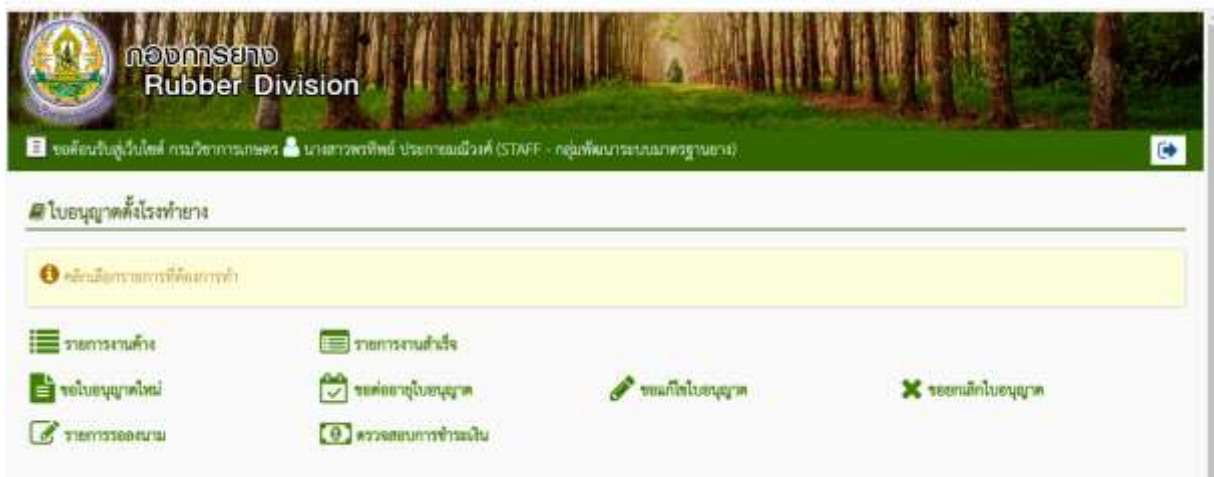 กองการยาง
Rubber Division
ขอต้อนรับสู่เว็บไซต์ กรมวิชาการเกษตร นางสาวพรทิพย์ ประกายมณีวงศ์ (STAFF - กลุ่มพัฒนาระบบมาตรฐานยาง)
ใบอนุญาตตั้งโรงทำยาง
คลิกเลือกรายการที่ต้องการทำ
รายการงานค้าง รายการงานสำเร็จ
ขอใบอนุญาตใหม่ ขอต่ออายุใบอนุญาต ขอแก้ไขใบอนุญาต ขอยกเลิกใบอนุญาต
รายการรอลงนาม ตรวจสอบการชำระเงิน